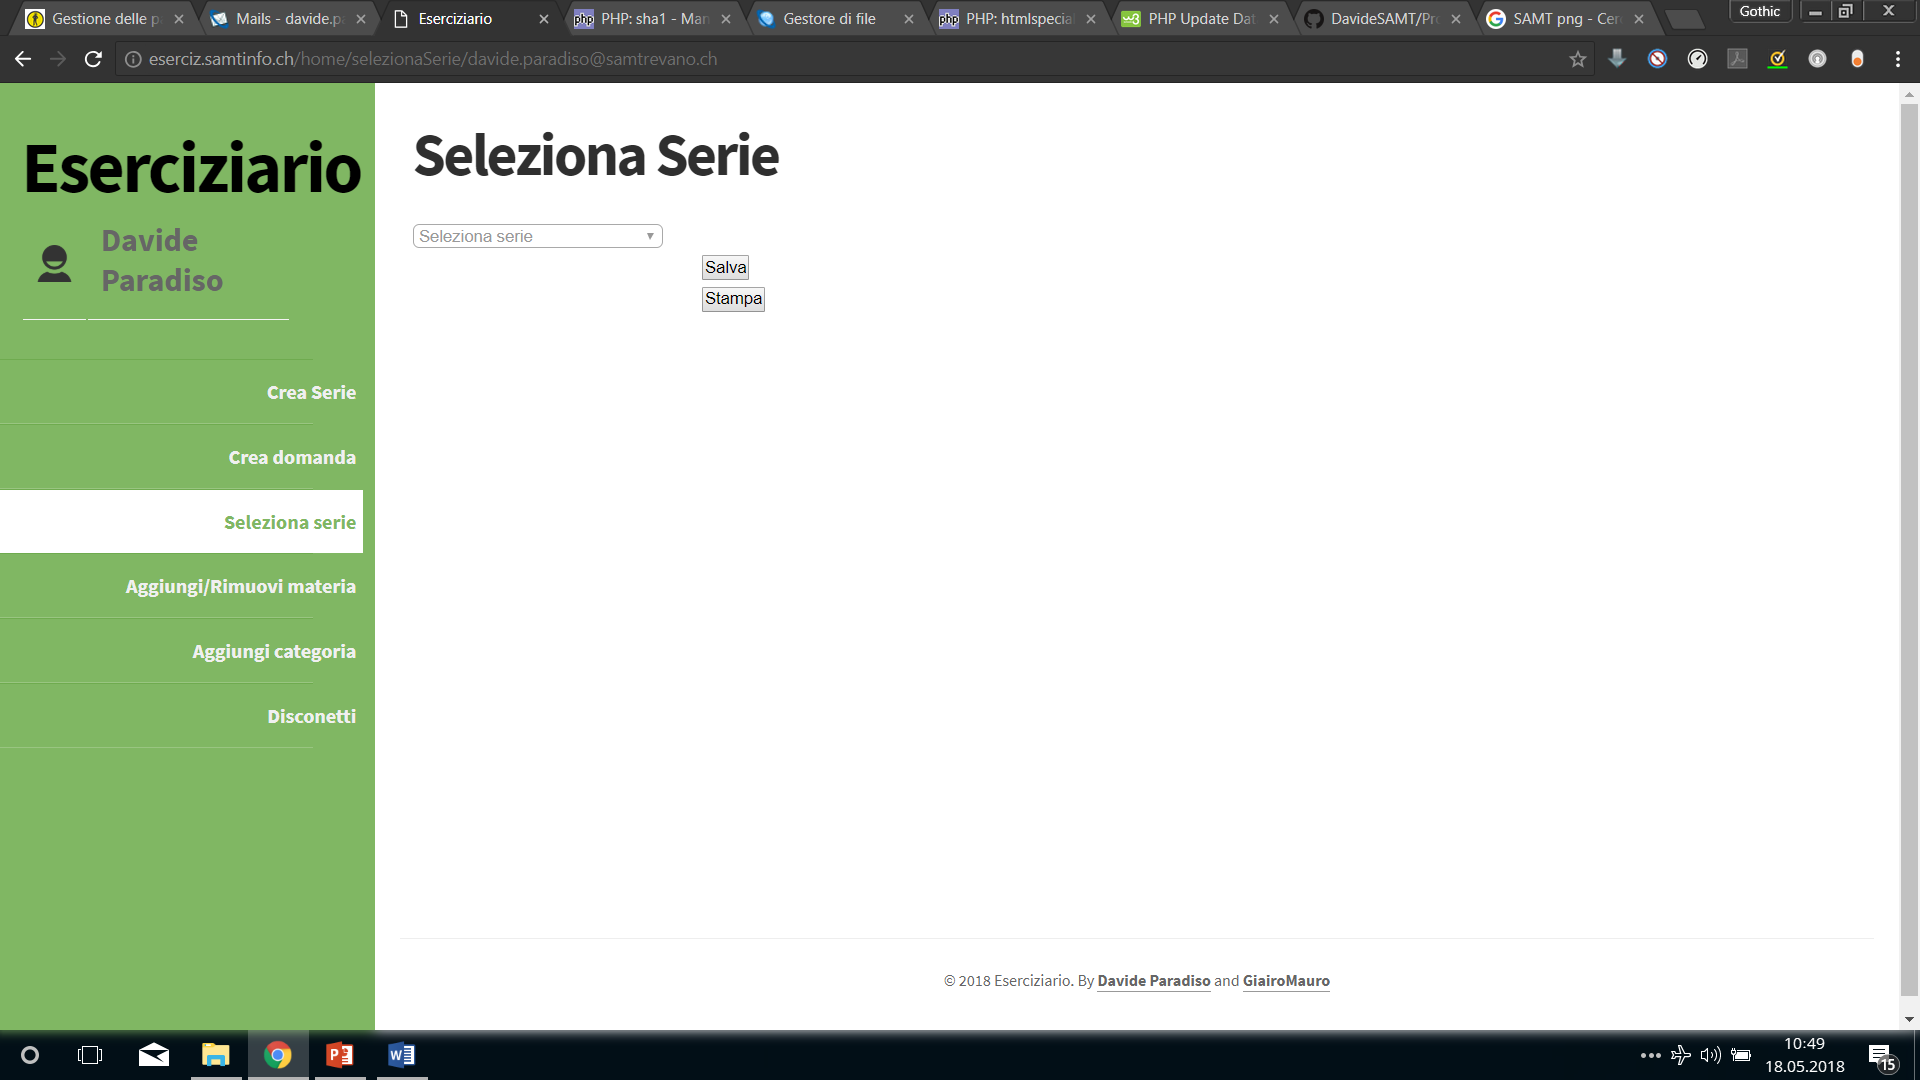 Gestione delle p
Mails - davide.p
Eserciziario
PHP: sha1 - Man
Gestore di file
PHP: htmlspecial
PHP Update Dat
DavideSAMT/Pro
SAMT png - Cer
Gothic
eserciz.samtinfo.ch/home/selezionaSerie/davide.paradiso@samtrevano.ch
Eserciziario
Davide
Paradiso
Crea Serie
Crea domanda
Seleziona serie
Aggiungi/Rimuovi materia
Aggiungi categoria
Disconetti
Seleziona Serie
Seleziona serie
Salva
Stampa
© 2018 Eserciziario. By Davide Paradiso and GiairoMauro
10:49
18.05.2018
15